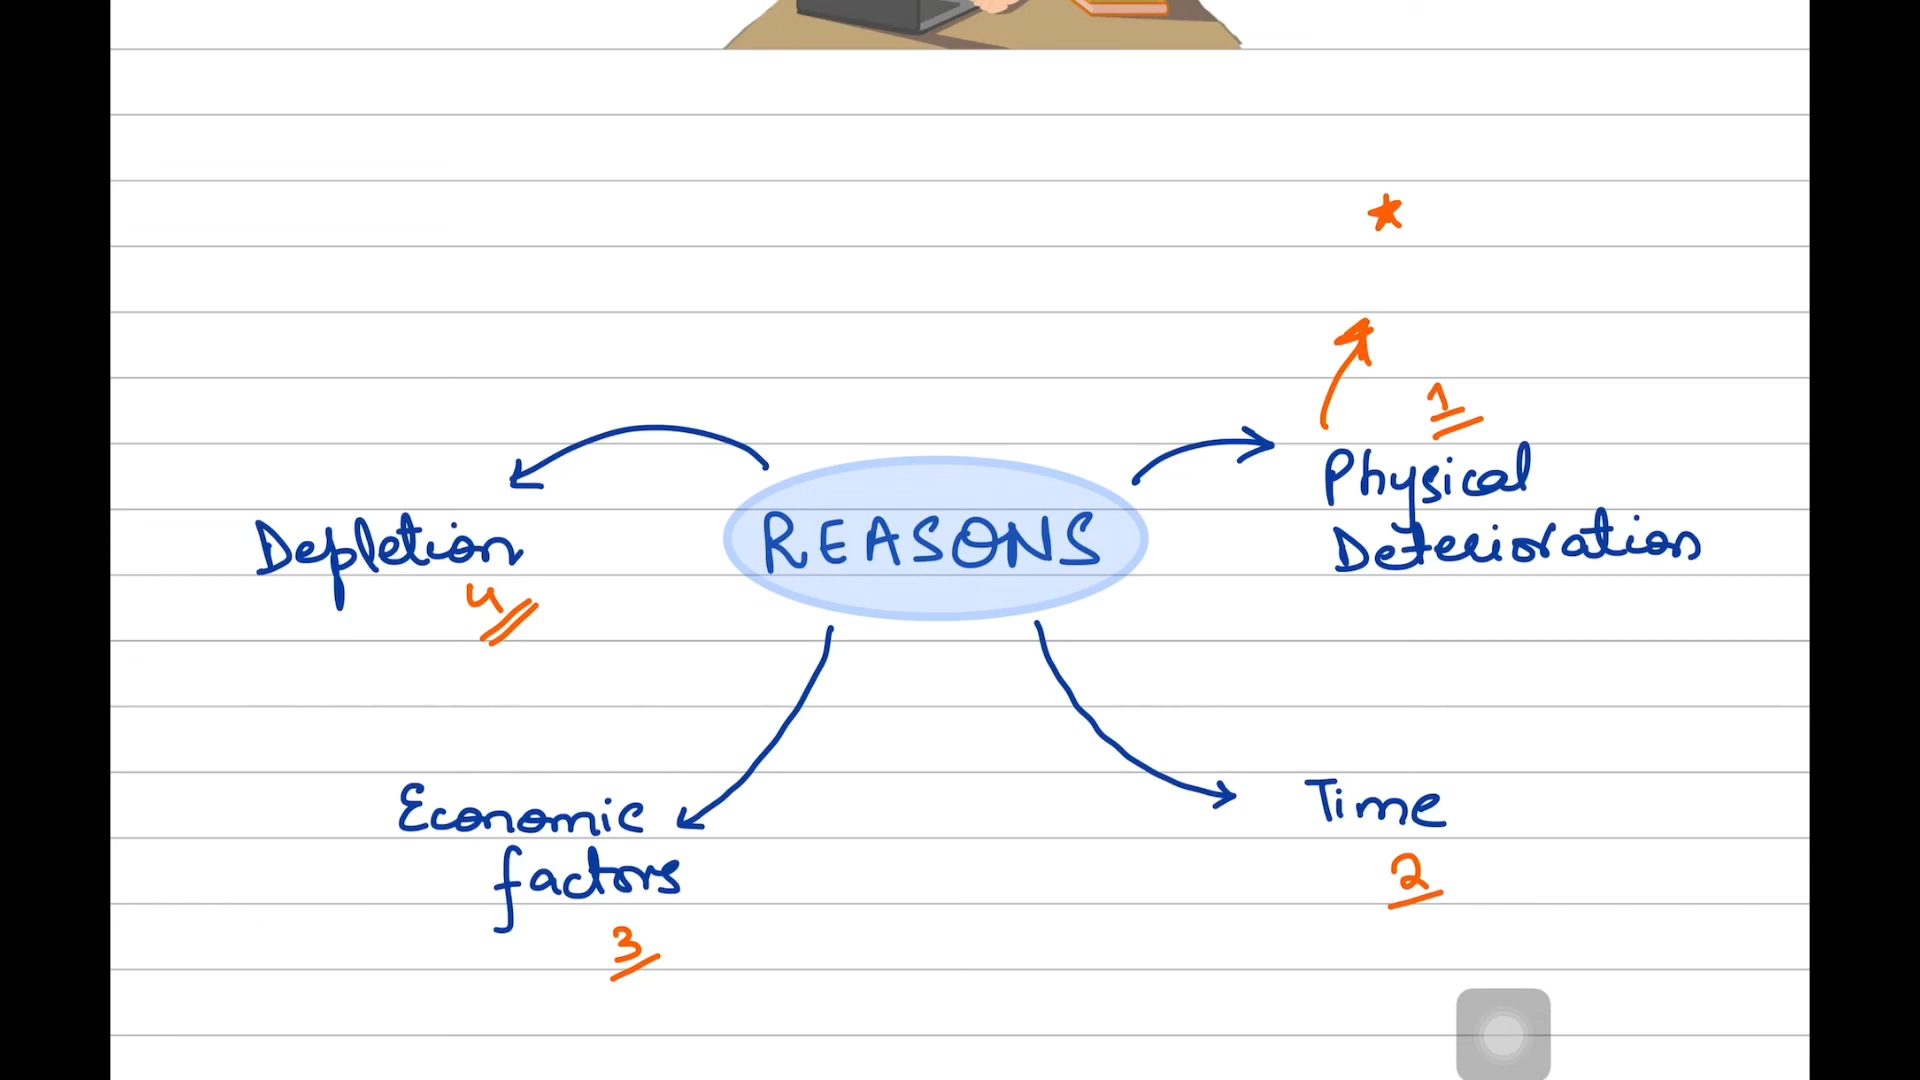 1
Physical
Deterioration
REASONS
Depletion
4
Time
2
Economic
factors
3